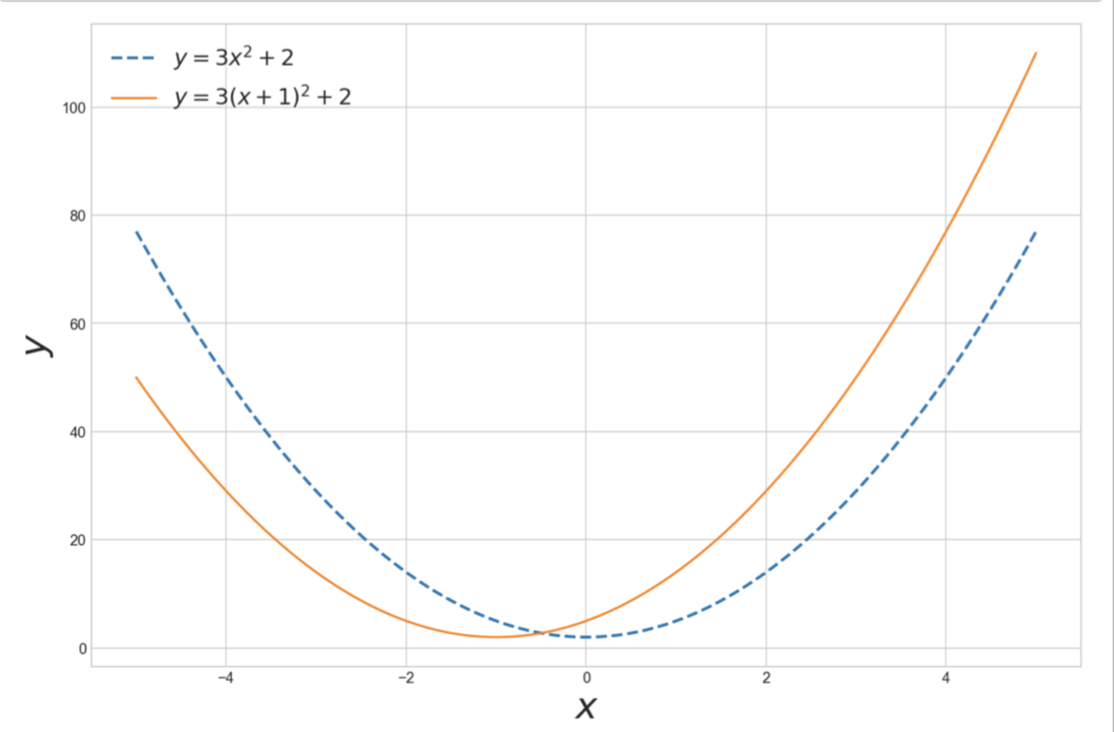 y = 3x² + 2
y = 3(x + 1)² + 2
100
80
60
40
20
0
y
−4
−2
0
2
4
x